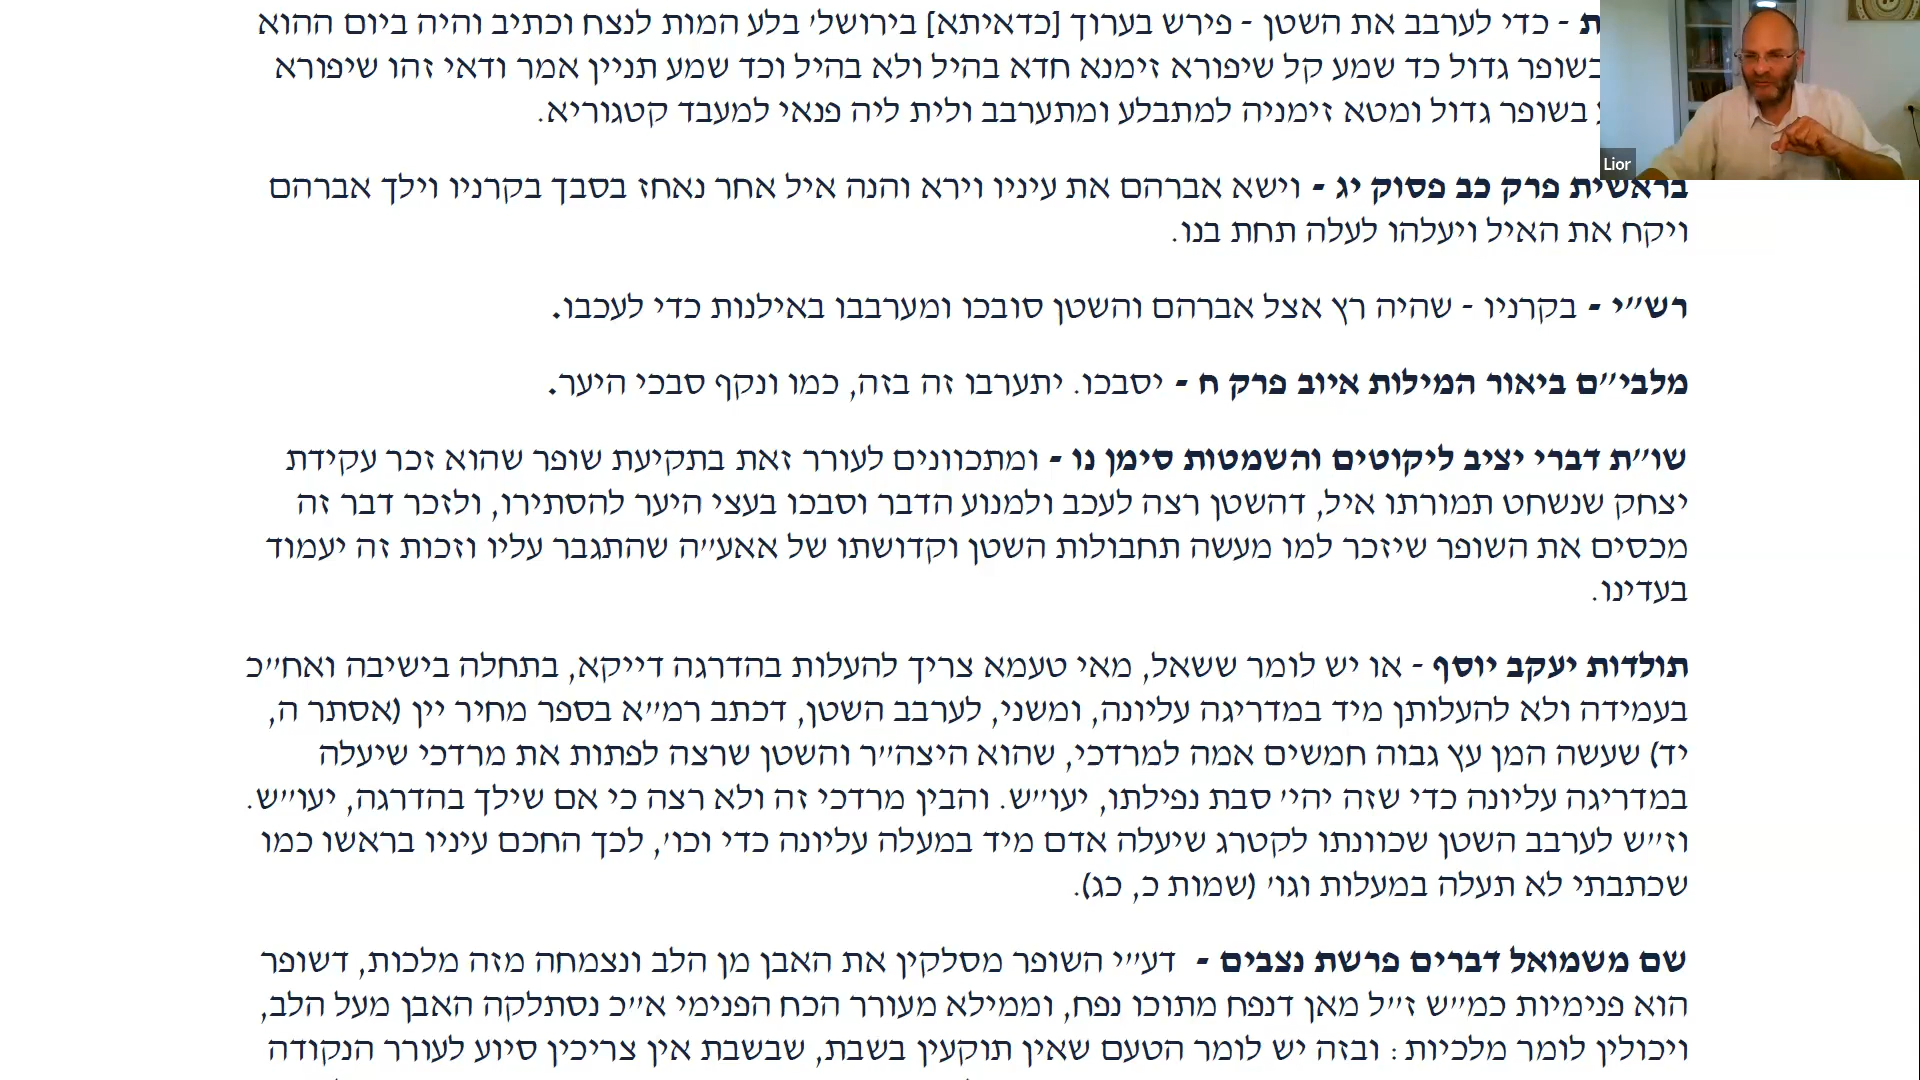 - כדי לערבב את השטן - פירש בערוך [כדאיתא] בירושל׳ בלע המות לנצח וכתיב והיה ביום ההוא
בשופר גדול כד שמע קל שיפורא זימנא חדא בהיל ולא בהיל וכד שמע תניין אמר ודאי זהו שיפורא
בשופר גדול ומטא זימניה למתבלע ומתערבב ולית ליה פנאי למעבד קטגוריא.
Lior
בראשית פרק כב פסוק יג - וישא אברהם את עיניו וירא והנה איל אחר נאחז בסבך בקרניו וילך אברהם
ויקח את האיל ויעלהו לעלה תחת בנו.
רש״י - בקרניו - שהיה רץ אצל אברהם והשטן סובכו ומערבבו באילנות כדי לעכבו.
מלבי״ם ביאור המילות איוב פרק ח - יסבכו. יתערבו זה בזה, כמו ונקף סבכי היער.
שו״ת דברי יציב ליקוטים והשמטות סימן נו - ומתכוונים לעורר זאת בתקיעת שופר שהוא זכר עקידת
יצחק שנשחט תמורתו איל, דהשטן רצה לעכב ולמנוע הדבר וסבכו בעצי היער להסתירו, ולזכר דבר זה
מכסים את השופר שיזכר למו מעשה תחבולות השטן וקדושתו של אאע״ה שהתגבר עליו וזכות זה יעמוד
בעדינו.
תולדות יעקב יוסף - או יש לומר ששאל, מאי טעמא צריך להעלות בהדרגה דייקא, בתחלה בישיבה ואח״כ
בעמידה ולא להעלותן מיד במדריגה עליונה, ומשני, לערבב השטן, דכתב רמ״א בספר מחיר יין (אסתר ה,
יד) שעשה המן עץ גבוה חמשים אמה למרדכי, שהוא היצה״ר והשטן שרצה לפתות את מרדכי שיעלה
במדריגה עליונה כדי שזה יהי׳ סבת נפילתו, יעו״ש. והבין מרדכי זה ולא רצה כי אם שילך בהדרגה, יעו״ש.
וז״ש לערבב השטן שכוונתו לקטרג שיעלה אדם מיד במעלה עליונה כדי וכו׳, לכך החכם עיניו בראשו כמו
שכתבתי לא תעלה במעלות וגו׳ (שמות כ, כג).
שם משמואל דברים פרשת נצבים - דע״י השופר מסלקין את האבן מן הלב ונצמחה מזה מלכות, דשופר
הוא פנימיות כמ״ש ז״ל מאן דנפח מתוכו נפח, וממילא מעורר הכח הפנימי א״כ נסתלקה האבן מעל הלב,
ויכולין לומר מלכיות: ובזה יש לומר הטעם שאין תוקעין בשבת, שבשבת אין צריכין סיוע לעורר הנקודה